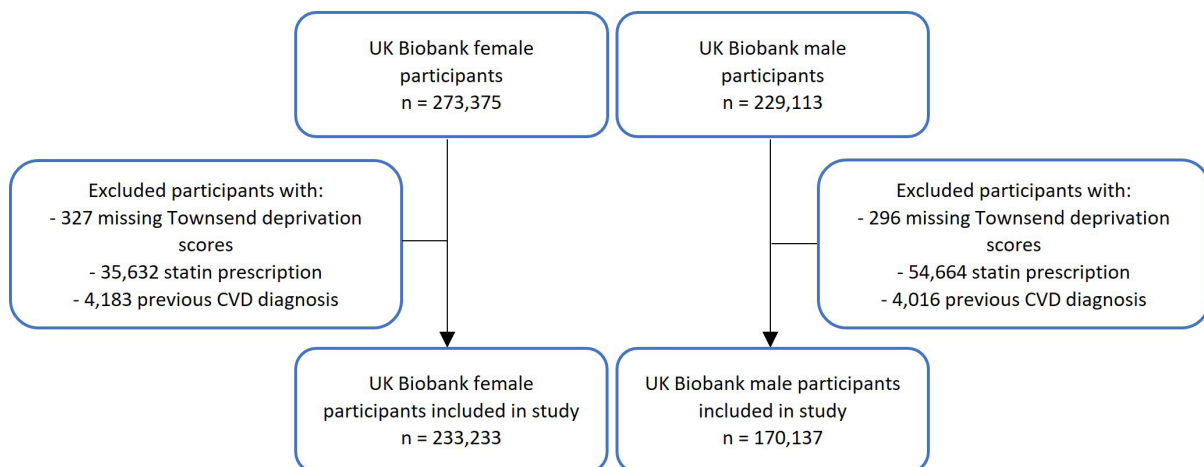 UK Biobank female
participants
n = 273,375
UK Biobank male
participants
n = 229,113
Excluded participants with:
- 327 missing Townsend deprivation
scores
- 35,632 statin prescription
- 4,183 previous CVD diagnosis
Excluded participants with:
- 296 missing Townsend deprivation
scores
- 54,664 statin prescription
- 4,016 previous CVD diagnosis
UK Biobank female
participants included in study
n = 233,233
UK Biobank male participants
included in study
n = 170,137